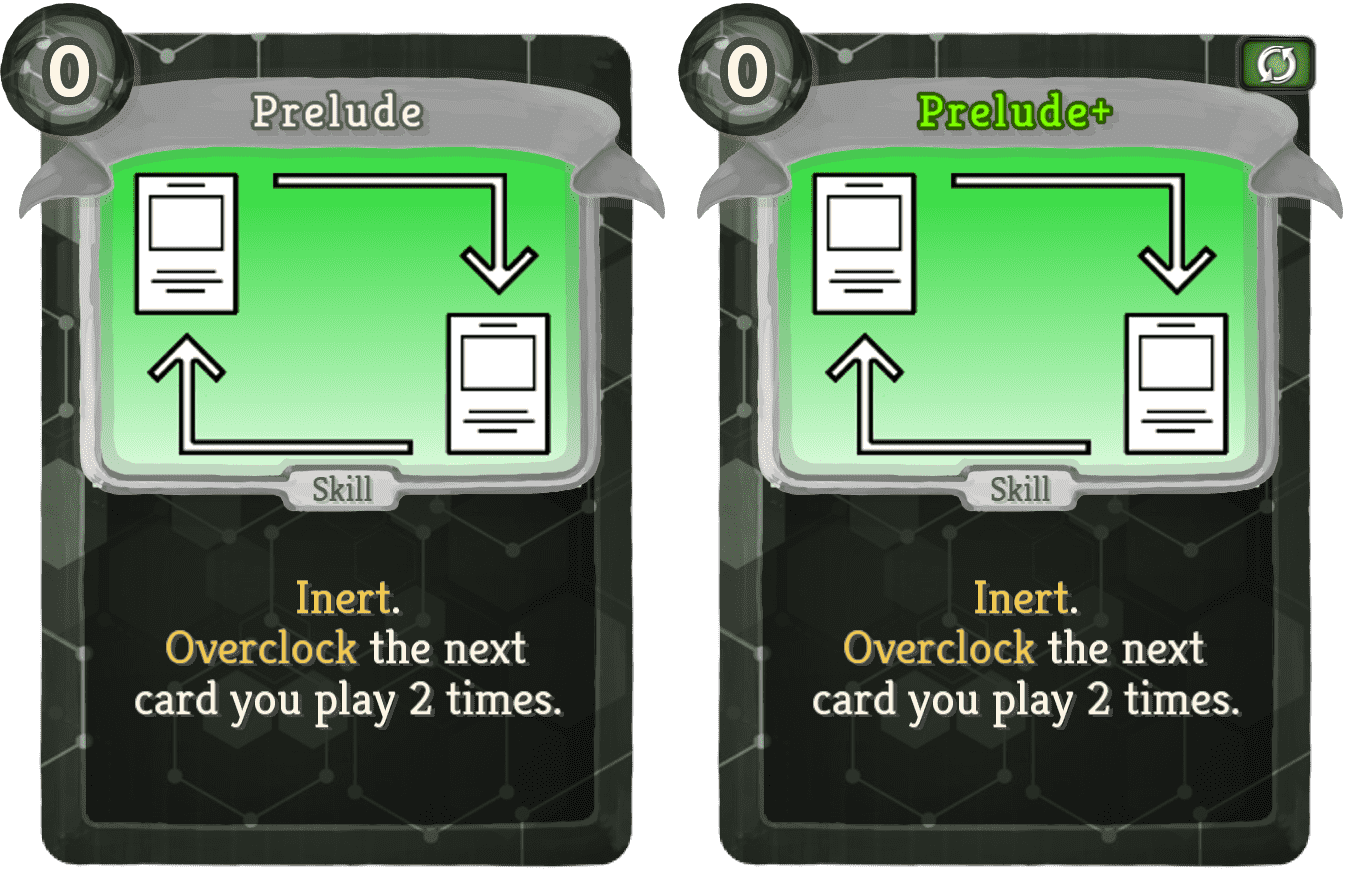 0
Prelude
Skill
Inert.
Overclock the next
card you play 2 times.
0
Prelude+
Skill
Inert.
Overclock the next
card you play 2 times.